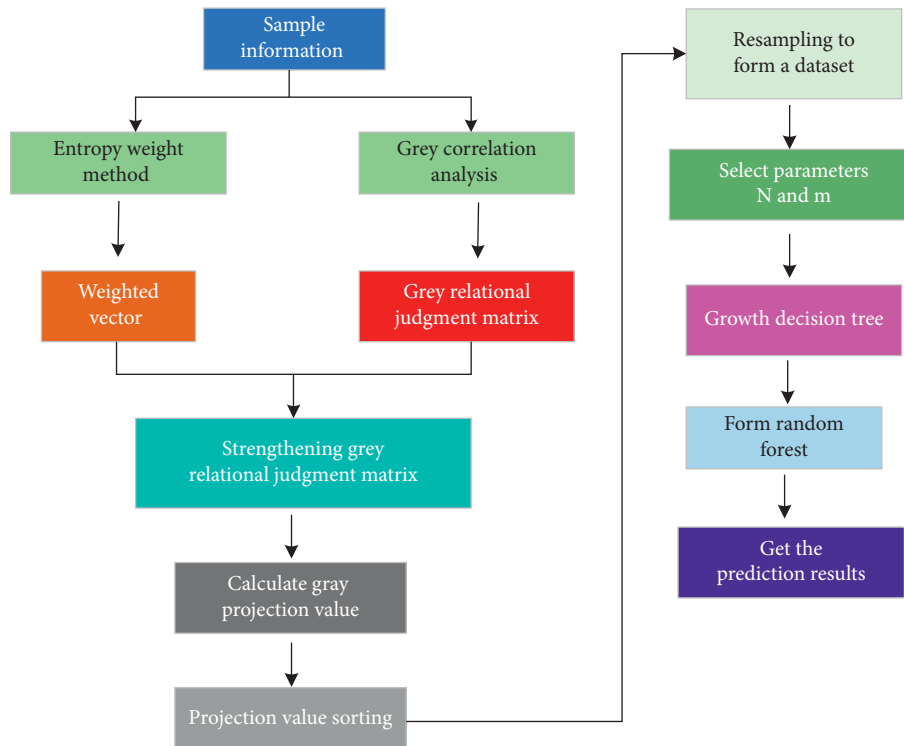 Sample
information
Entropy weight
method
Grey correlation
analysis
Weighted
vector
Grey relational
judgment matrix
Strengthening grey
relational judgment matrix
Calculate gray
projection value
Projection value sorting
Resampling to
form a dataset
Select parameters
N and m
Growth decision tree
Form random
forest
Get the
prediction results